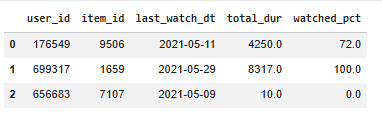 user_id item_id last_watch_dt total_dur watched_pct
0 176549 9506 2021-05-11 4250.0 72.0
1 699317 1659 2021-05-29 8317.0 100.0
2 656683 7107 2021-05-09 10.0 0.0